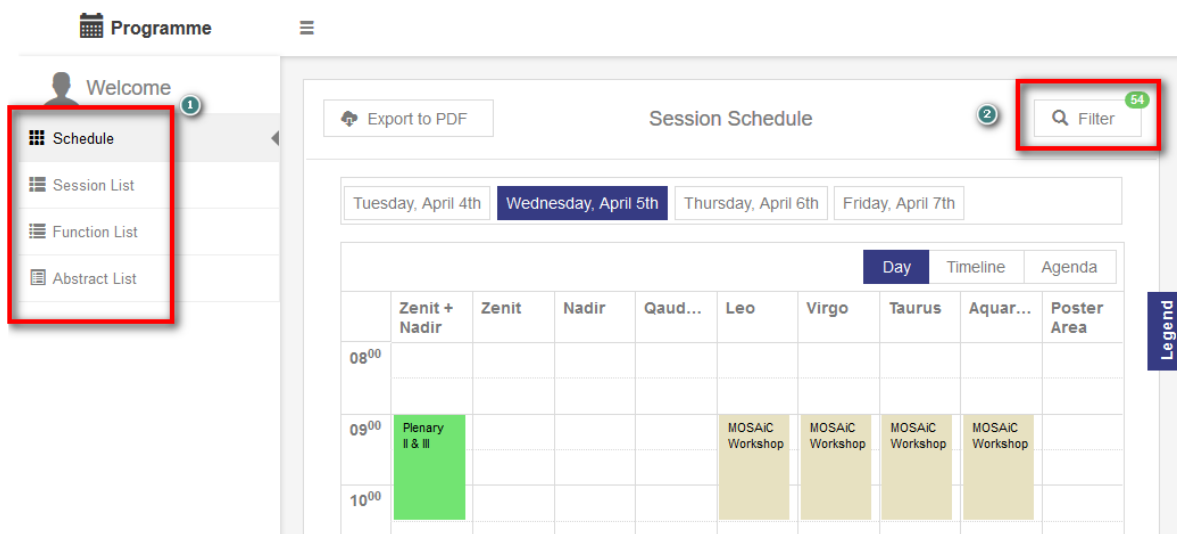 Programme
Welcome
1
Schedule
Session List
Function List
Abstract List
Export to PDF
Session Schedule
2
Filter
54
Tuesday, April 4th
Wednesday, April 5th
Thursday, April 6th
Friday, April 7th
Day
Timeline
Agenda
Zenit +
Nadir
Zenit
Nadir
Qaud...
Leo
Virgo
Taurus
Aquar...
Poster
Area
0800
0900
Plenary
II & III
MOSAiC
Workshop
MOSAiC
Workshop
MOSAiC
Workshop
MOSAiC
Workshop
1000
Legend